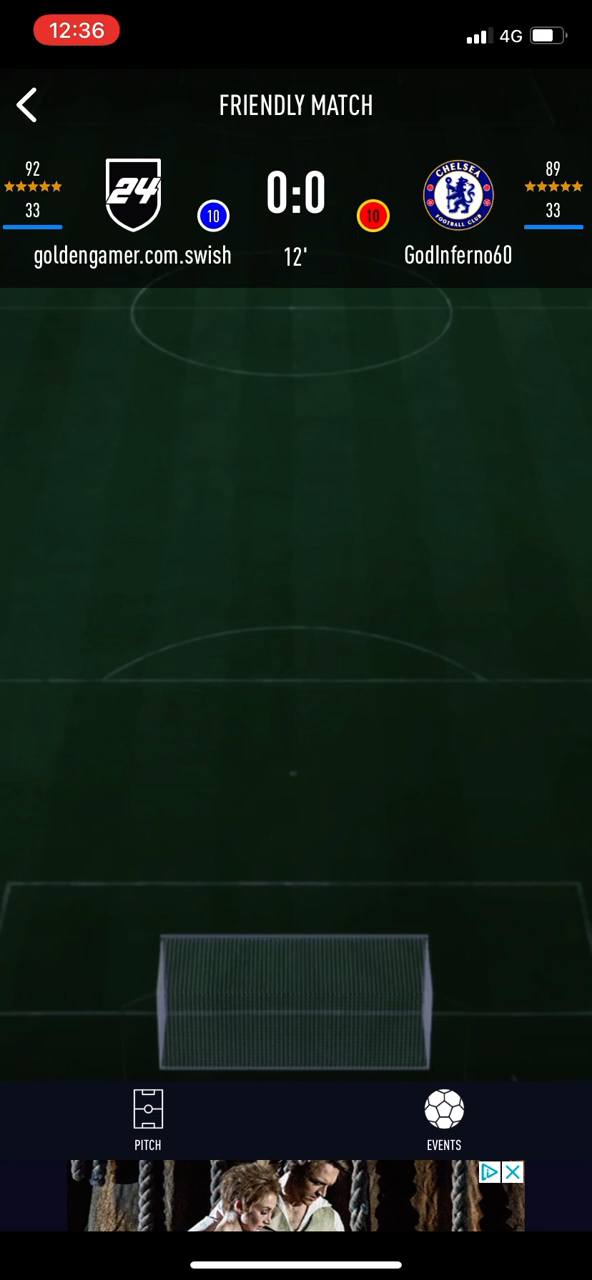 12:36
4G
FRIENDLY MATCH
92
33
24
10
0:0
10
CHELSEA
FOOTBALL CLUB
89
33
goldengamer.com.swish
12'
GodInferno60
PITCH
EVENTS